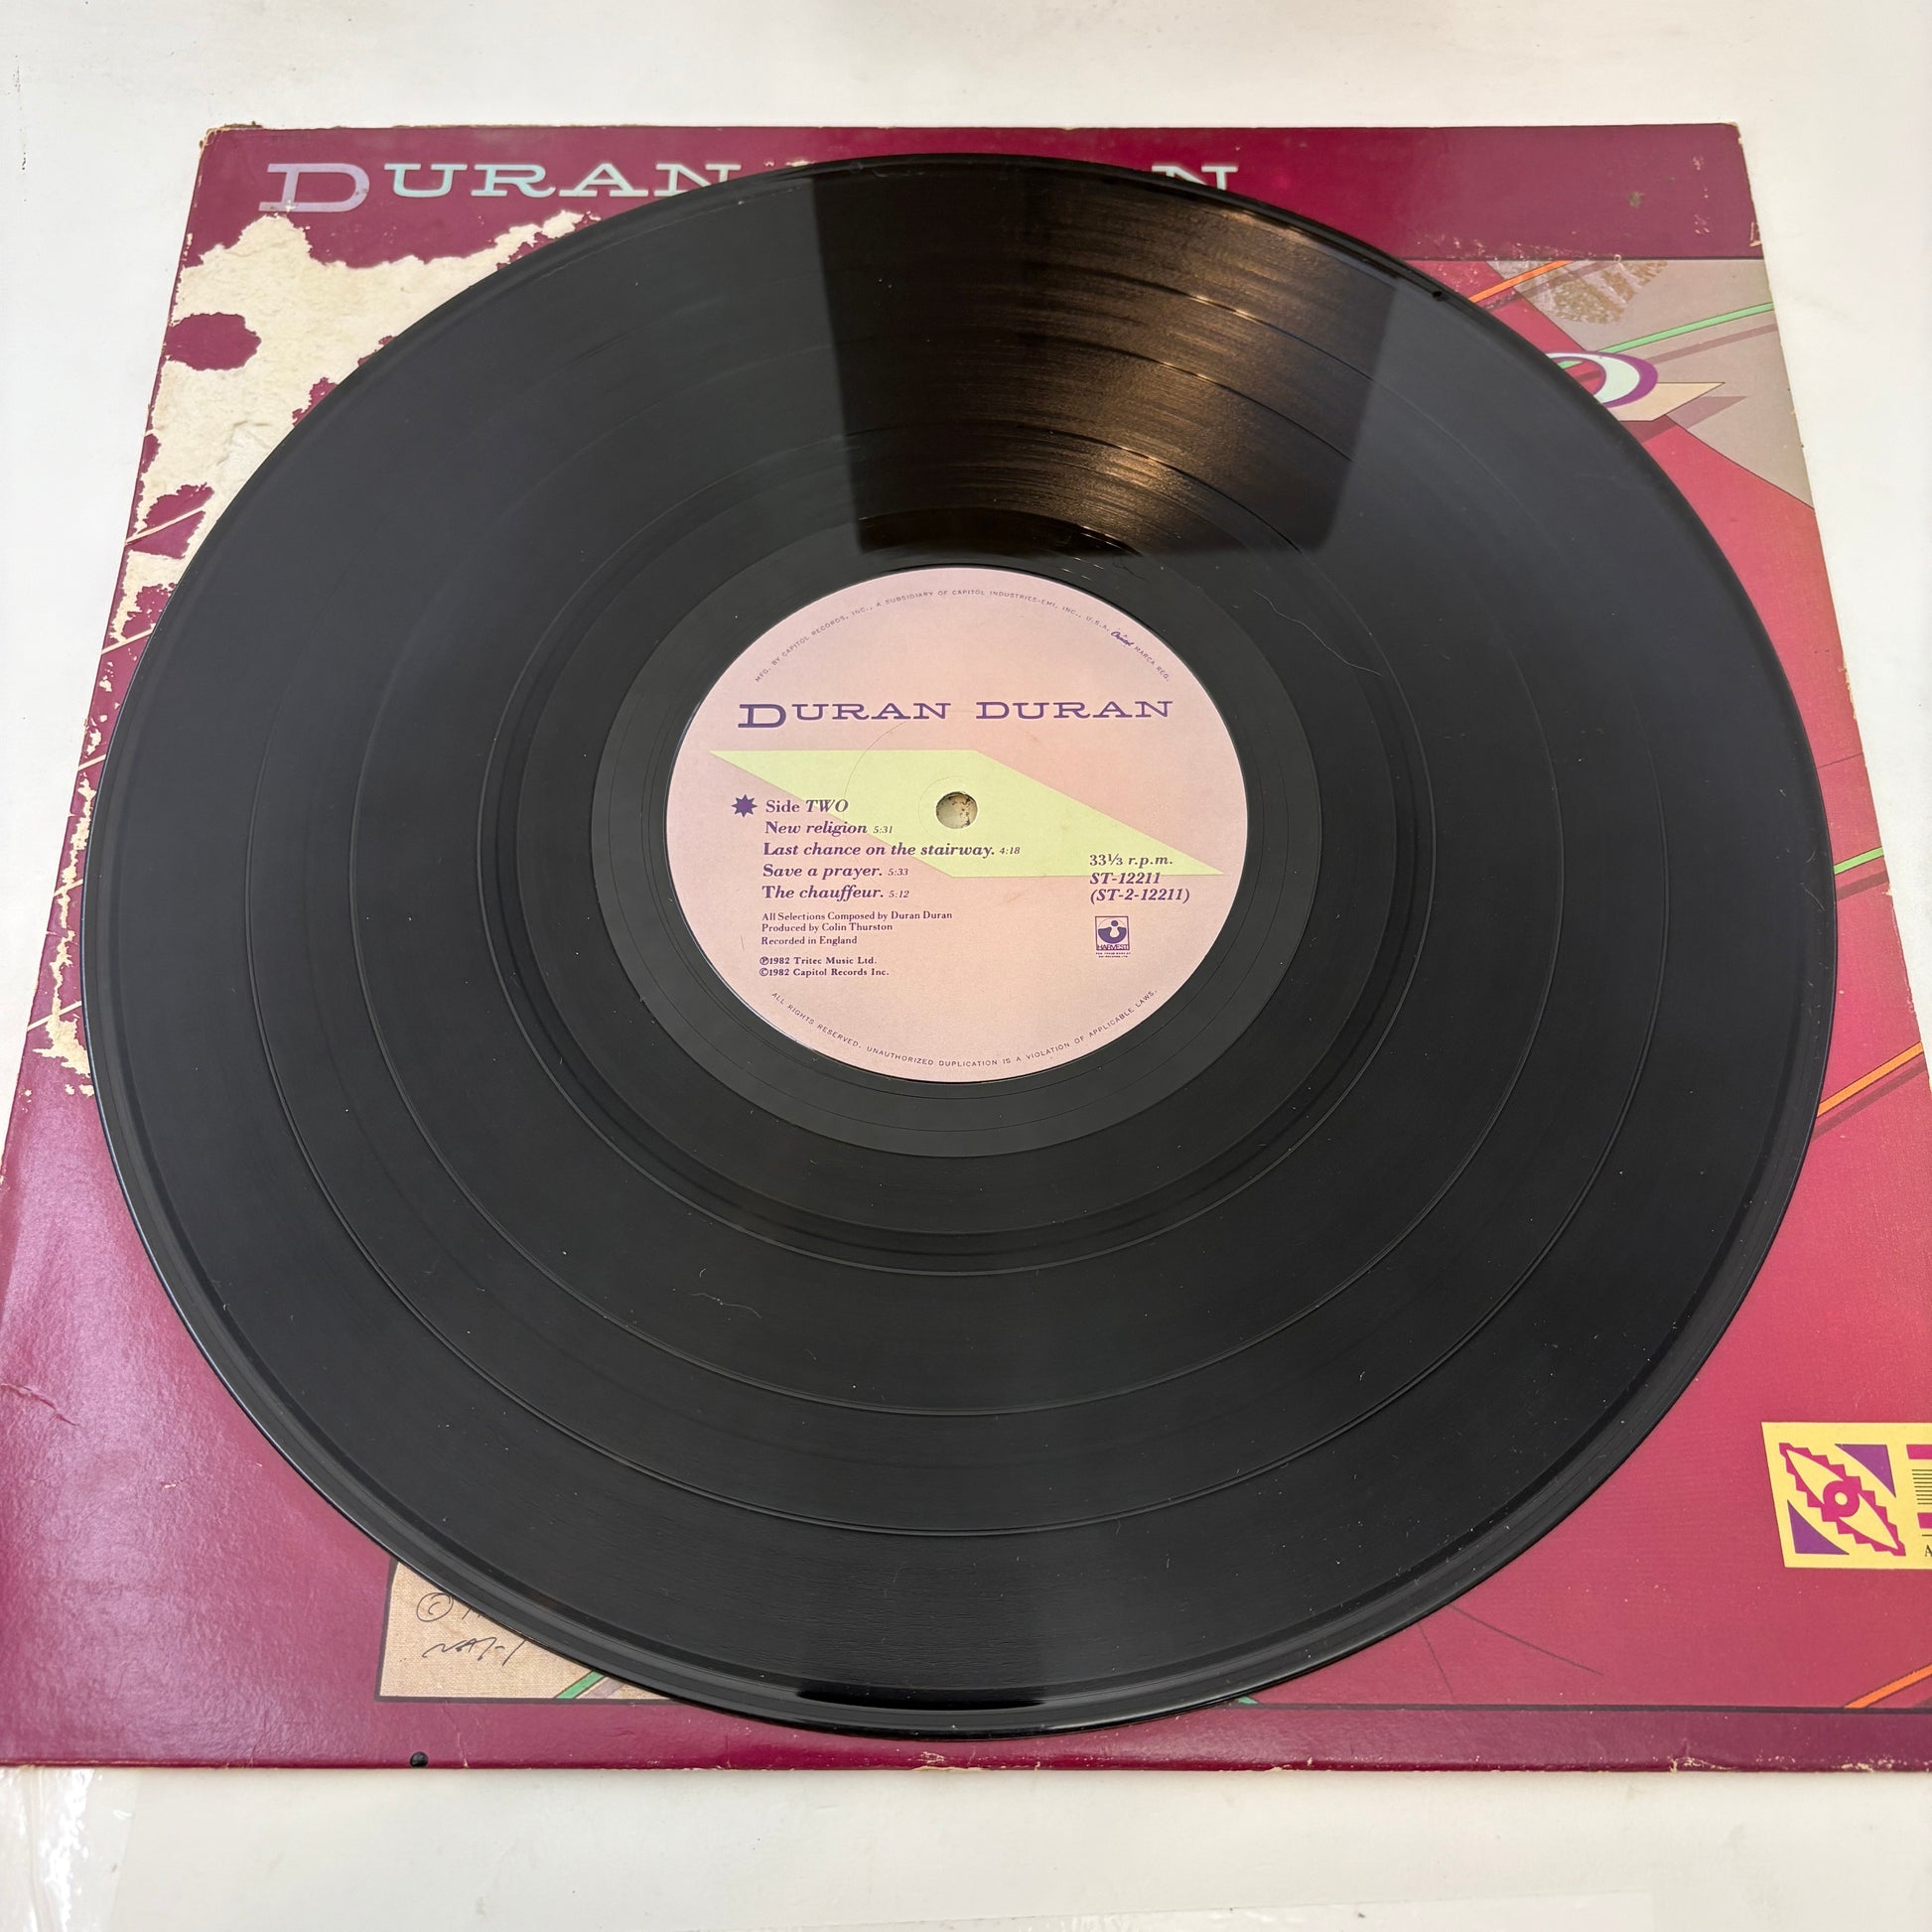 DURAN
N
MFG. BY CAPITOL RECORDS, INC., A SUBSIDIARY OF CAPITOL INDUSTRIES-EMI, INC., U.S.A. Capitol MARCA REG.
DURAN DURAN
Side TWO
New religion 5:31
Last chance on the stairway. 4:18
Save a prayer. 5:33
The chauffeur. 5:12
33⅓ r.p.m.
ST-12211
(ST-2-12211)
All Selections Composed by Duran Duran
Produced by Colin Thurston
Recorded in England
℗1982 Tritec Music Ltd.
©1982 Capitol Records Inc.
HARVEST
ALL RIGHTS RESERVED. UNAUTHORIZED DUPLICATION IS A VIOLATION OF APPLICABLE LAWS.
©
A